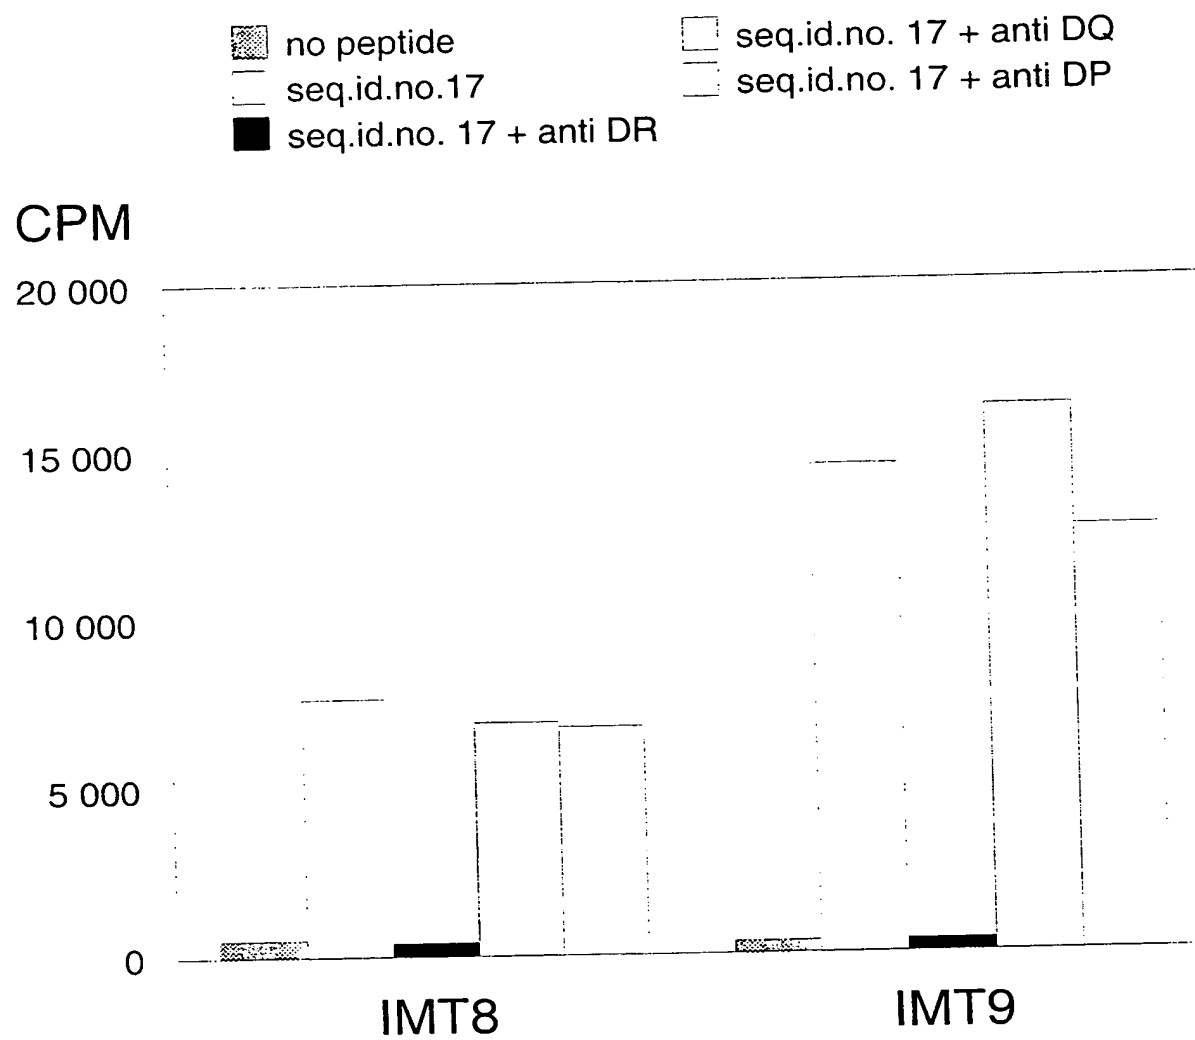 no peptide
seq.id.no.17
seq.id.no. 17 + anti DR
seq.id.no. 17 + anti DQ
seq.id.no. 17 + anti DP
CPM
20 000
15 000
10 000
5 000
0
IMT8
IMT9